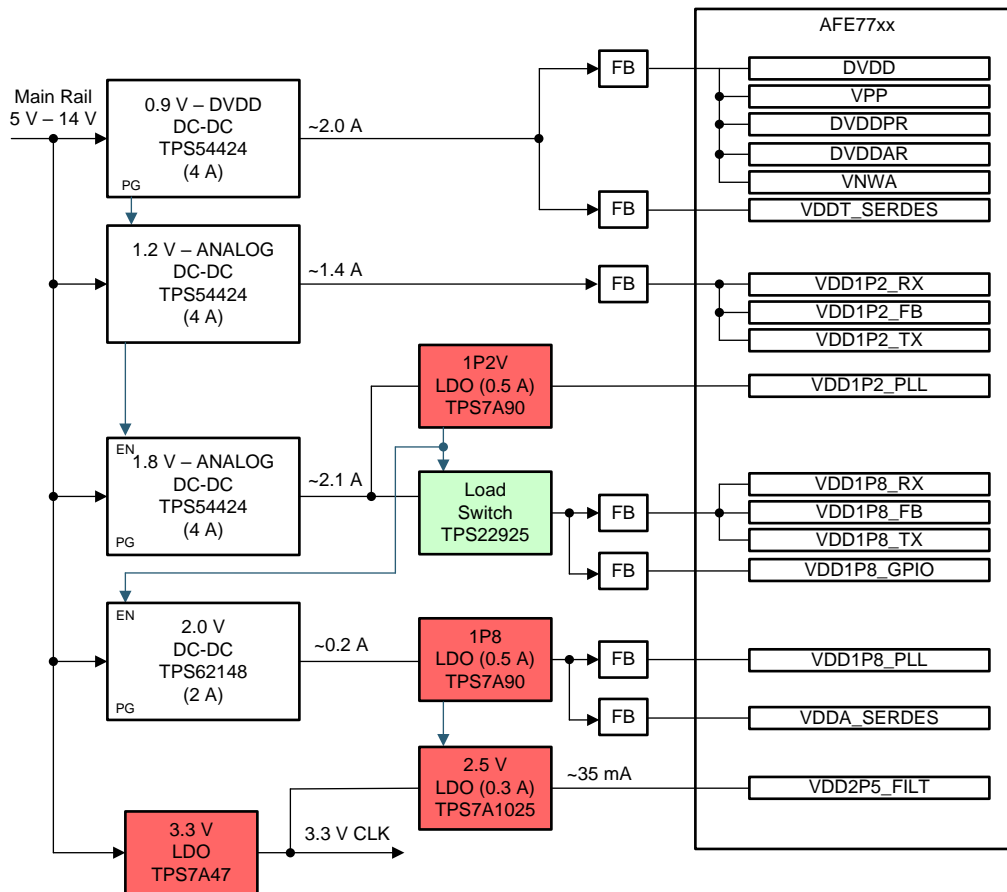 AFE77xx
Main Rail
5 V – 14 V
0.9 V – DVDD
DC-DC
TPS54424
(4 A)
PG
~2.0 A
FB
DVDD
VPP
DVDDPR
DVDDAR
VNWA
FB
VDDT_SERDES
1.2 V – ANALOG
DC-DC
TPS54424
(4 A)
~1.4 A
FB
VDD1P2_RX
VDD1P2_FB
VDD1P2_TX
1P2V
LDO (0.5 A)
TPS7A90
VDD1P2_PLL
EN
1.8 V – ANALOG
DC-DC
TPS54424
(4 A)
PG
~2.1 A
Load
Switch
TPS22925
FB
VDD1P8_RX
VDD1P8_FB
VDD1P8_TX
FB
VDD1P8_GPIO
EN
2.0 V
DC-DC
TPS62148
(2 A)
PG
~0.2 A
1P8
LDO (0.5 A)
TPS7A90
FB
VDD1P8_PLL
FB
VDDA_SERDES
2.5 V
LDO (0.3 A)
TPS7A1025
~35 mA
VDD2P5_FILT
3.3 V
LDO
TPS7A47
3.3 V CLK